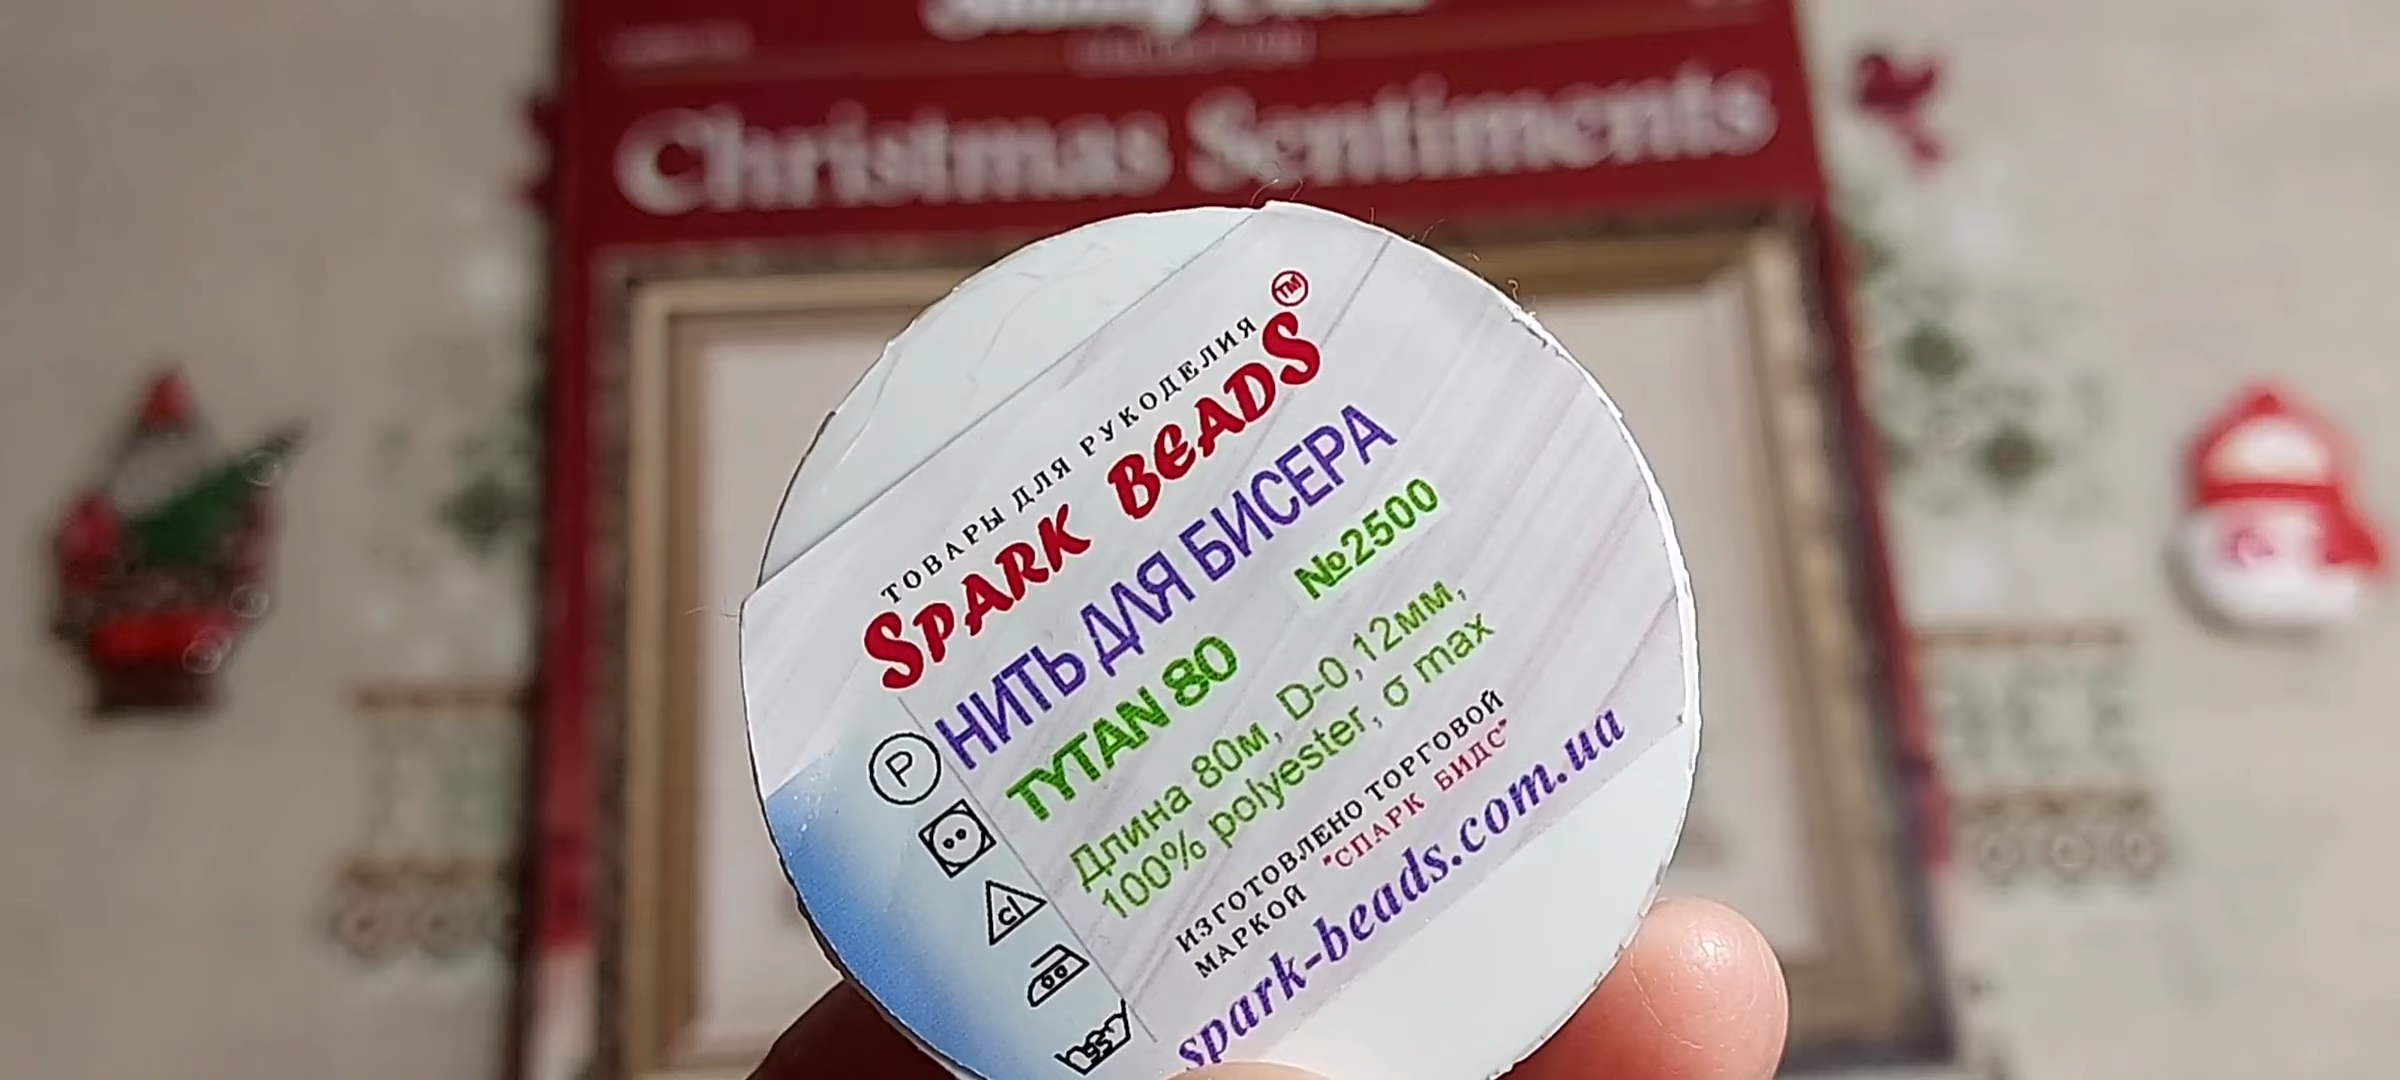 Christmas Sentiments
ТОВАРЫ ДЛЯ РУКОДЕЛИЯ
SPARK BEADS TM
НИТЬ ДЛЯ БИСЕРА
TYTAN 80 №2500
Длина 80м, D-0,12мм,
100% polyester, σ max
ИЗГОТОВЛЕНО ТОРГОВОЙ
МАРКОЙ "СПАРК БИДС"
spark-beads.com.ua
P
cl